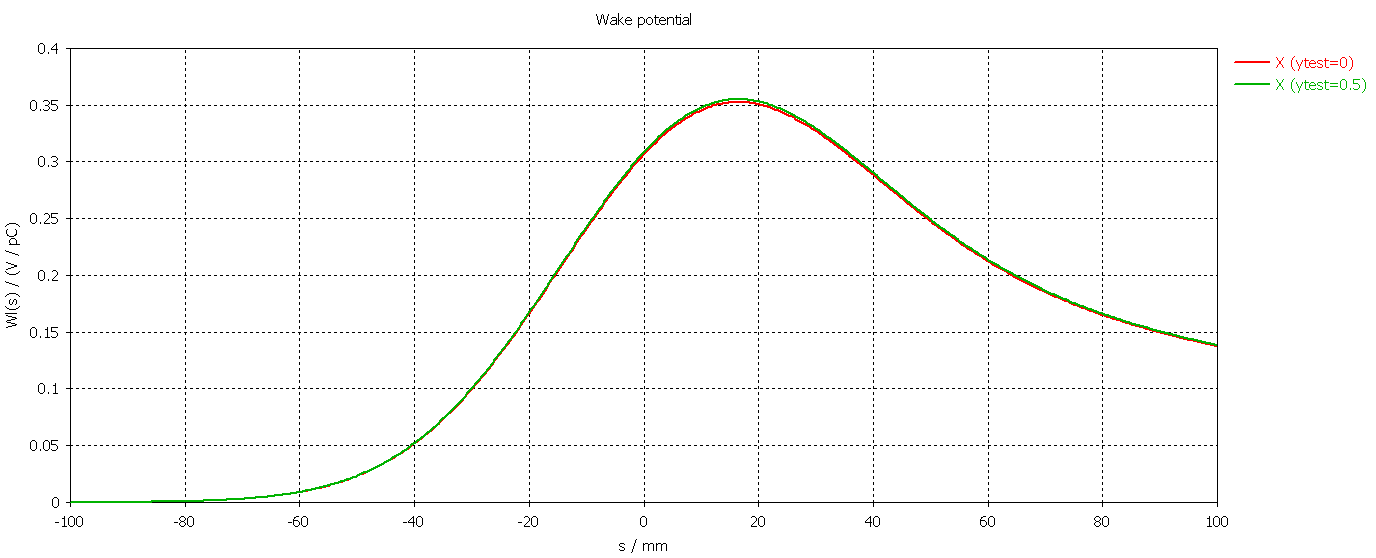 Wake potential
X (ytest=0)
X (ytest=0.5)
Wl(s) / (V / pC)
0.4
0.35
0.3
0.25
0.2
0.15
0.1
0.05
0
-100 -80 -60 -40 -20 0 20 40 60 80 100
s / mm